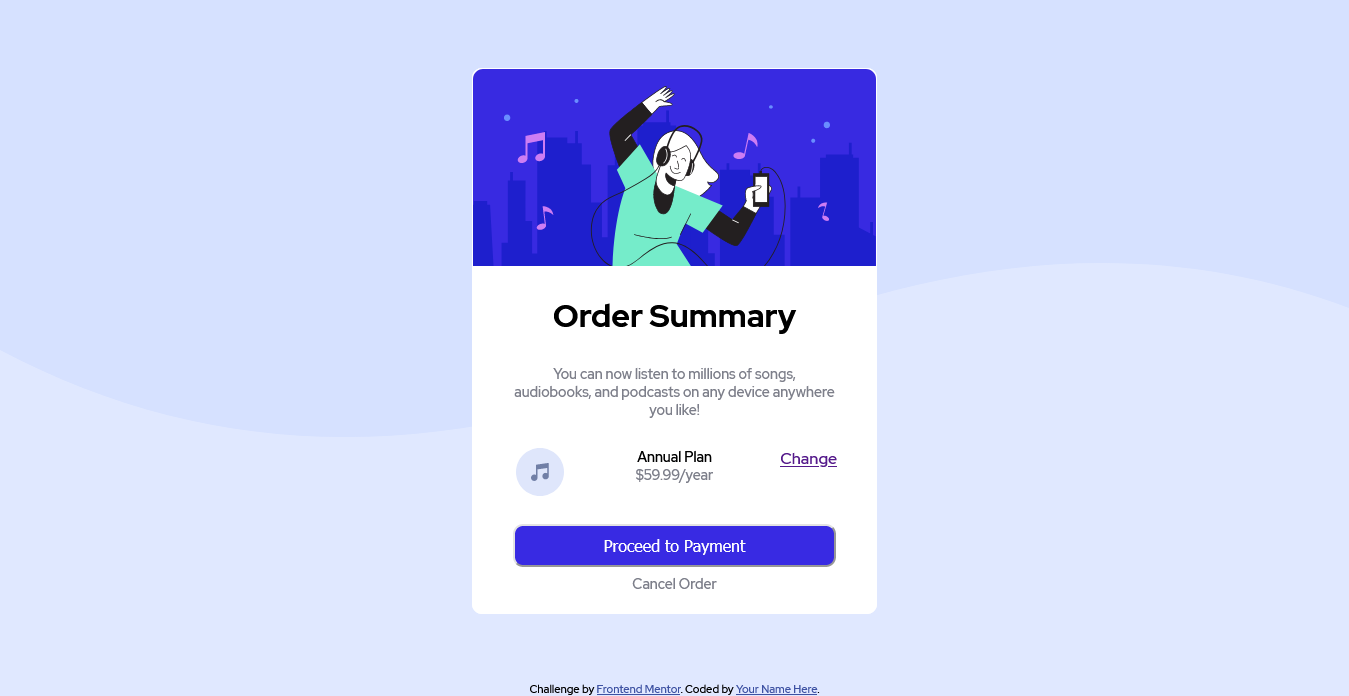 Order Summary
You can now listen to millions of songs,
audiobooks, and podcasts on any device anywhere
you like!
Annual Plan
$59.99/year
Change
Proceed to Payment
Cancel Order
Challenge by Frontend Mentor. Coded by Your Name Here.